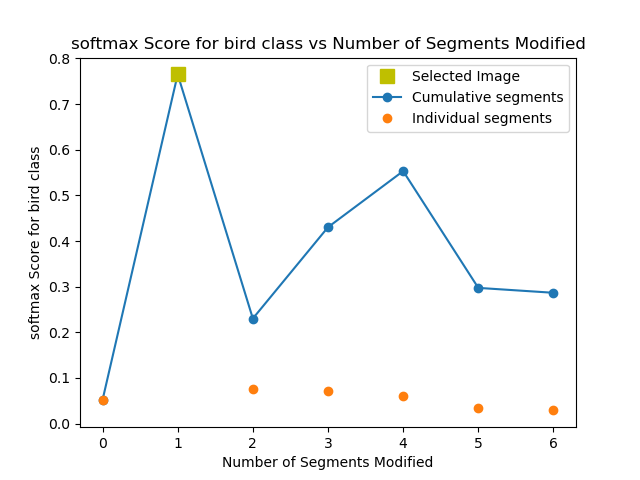 softmax Score for bird class vs Number of Segments Modified
Selected Image
Cumulative segments
Individual segments
softmax Score for bird class
0.8
0.7
0.6
0.5
0.4
0.3
0.2
0.1
0.0
0 1 2 3 4 5 6
Number of Segments Modified